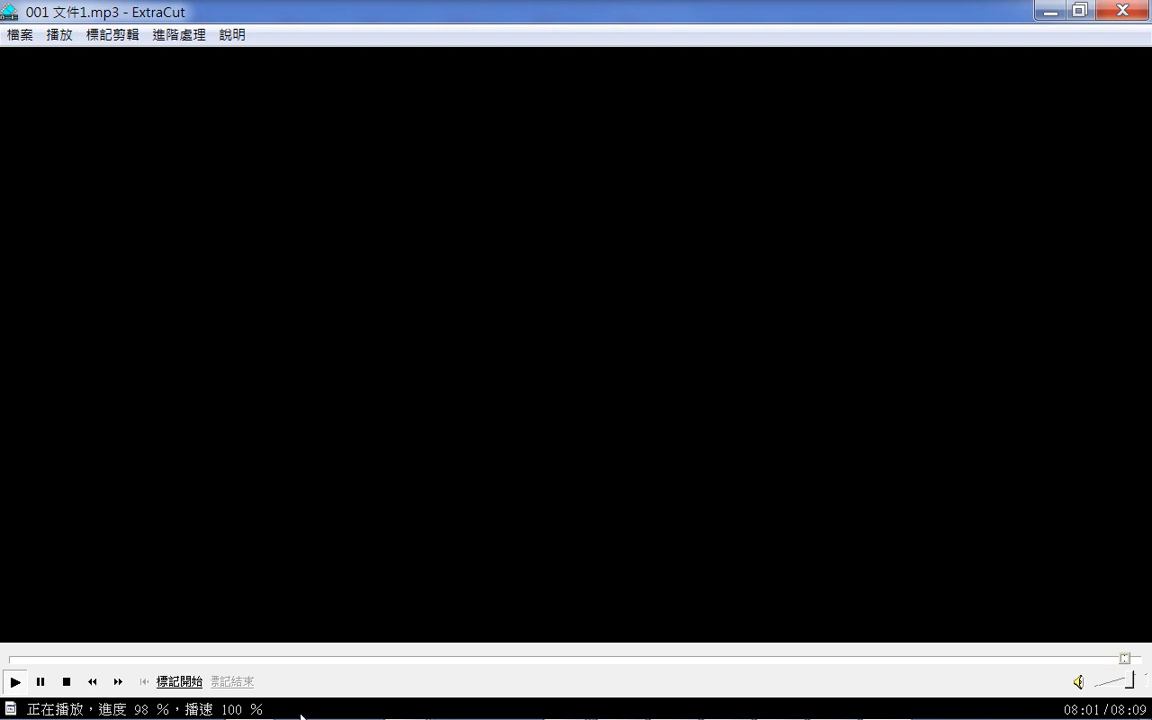 001 文件1.mp3 - ExtraCut
檔案 播放 標記剪輯 進階處理 說明
標記開始 標記結束
正在播放，進度 98 %，播速 100 % 08:01/08:09